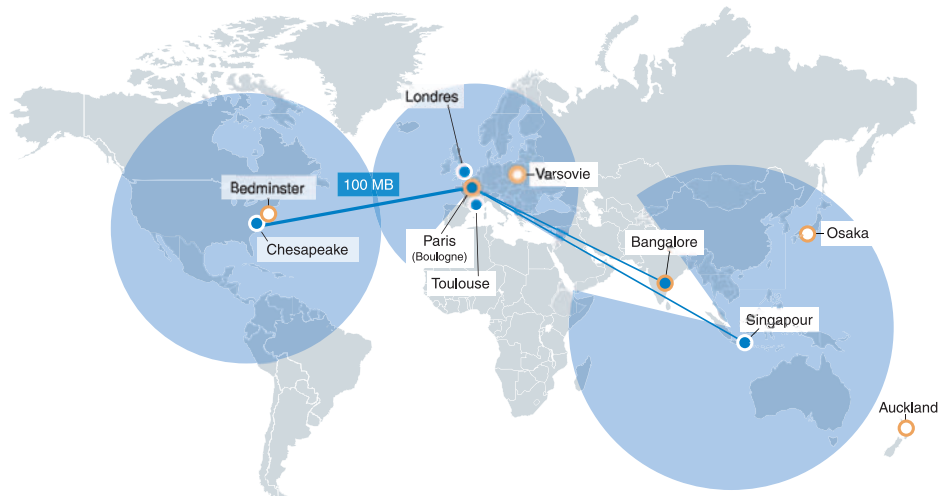 Londres
100 MB
Bedminster
Varsovie
Chesapeake
Paris
(Boulogne)
Toulouse
Bangalore
Osaka
Singapour
Auckland